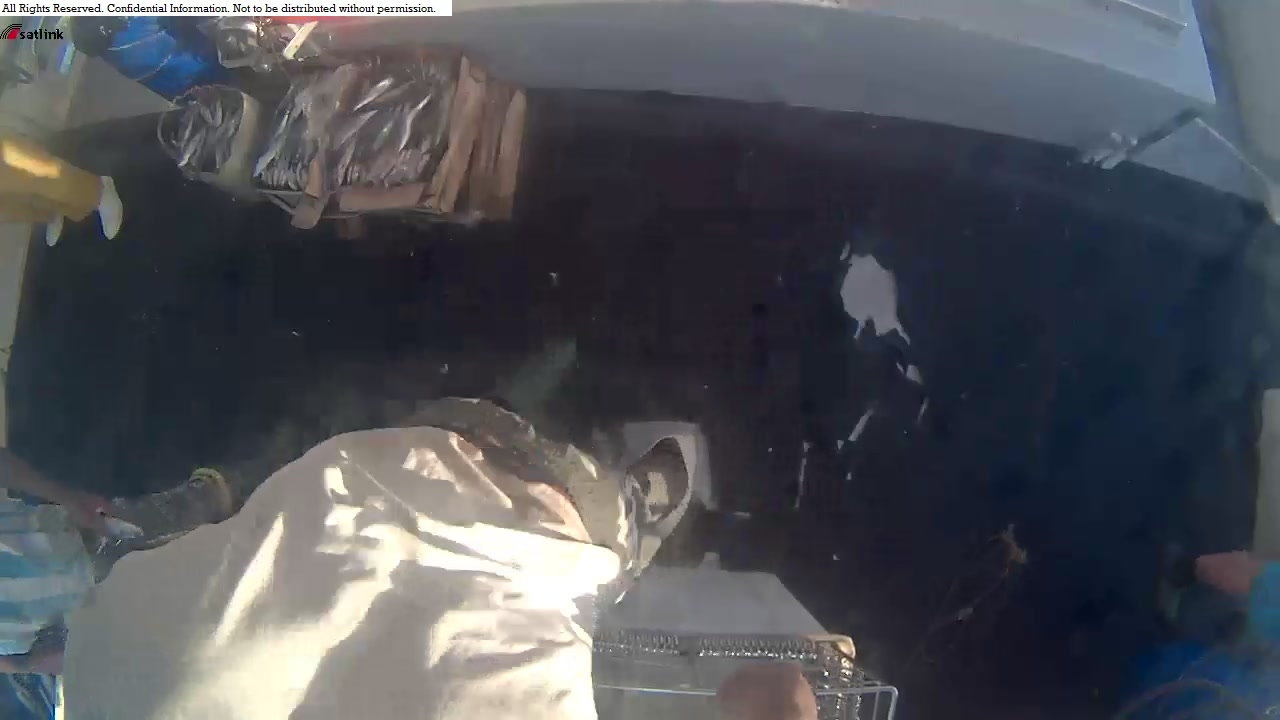 All Rights Reserved. Confidential Information. Not to be distributed without permission.
satlink